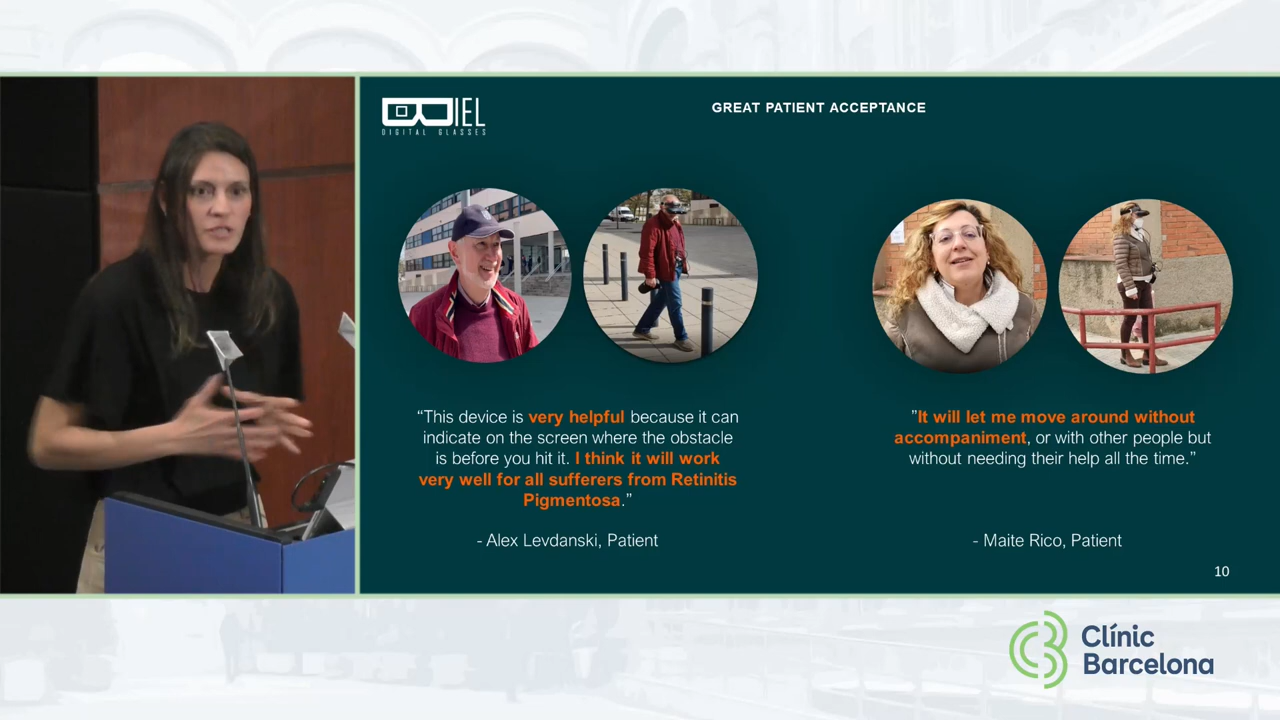 IEL
DIGITAL GLASSES
GREAT PATIENT ACCEPTANCE
“This device is very helpful because it can
indicate on the screen where the obstacle
is before you hit it. I think it will work
very well for all sufferers from Retinitis
Pigmentosa.”
- Alex Levdanski, Patient
”It will let me move around without
accompaniment, or with other people but
without needing their help all the time.”
- Maite Rico, Patient
10
Clínic
Barcelona